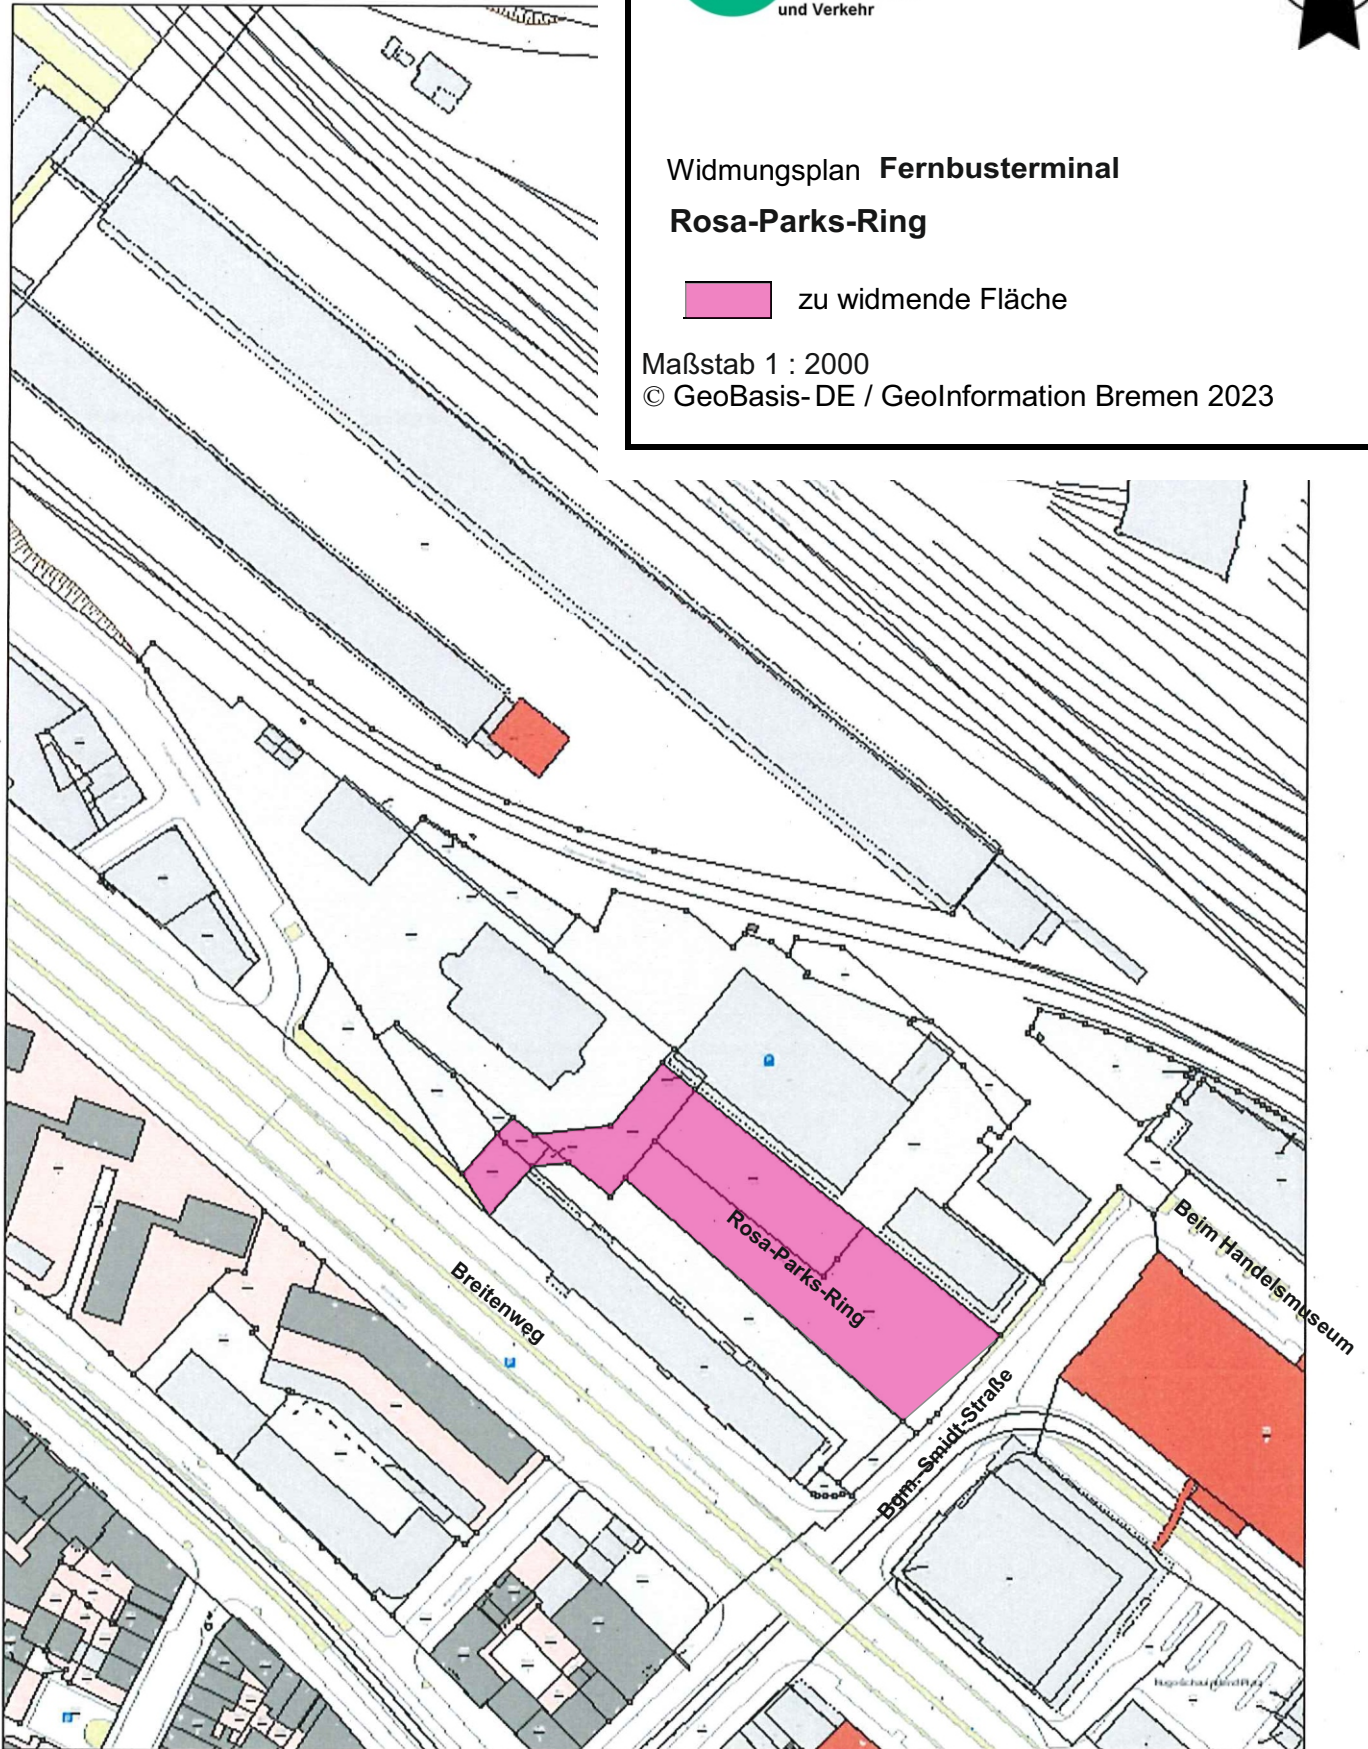 und Verkehr
Widmungsplan Fernbusterminal
Rosa-Parks-Ring
zu widmende Fläche
Maßstab 1 : 2000
© GeoBasis-DE / GeoInformation Bremen 2023
Rosa-Parks-Ring
Beim Handelsmuseum
Breitenweg
Bgm.-Smidt-Straße